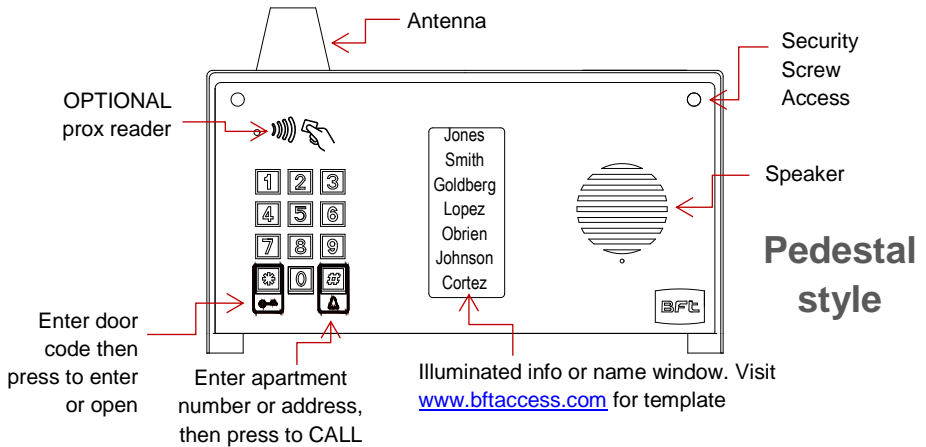 Antenna
Security
Screw
Access
OPTIONAL
prox reader
Jones
Smith
Goldberg
Lopez
Obrien
Johnson
Cortez
1 2 3
4 5 6
7 8 9
* 0 #
Speaker
Pedestal
style
BFt
Enter door
code then
press to enter
or open
Enter apartment
number or address,
then press to CALL
Illuminated info or name window. Visit
www.bftaccess.com for template